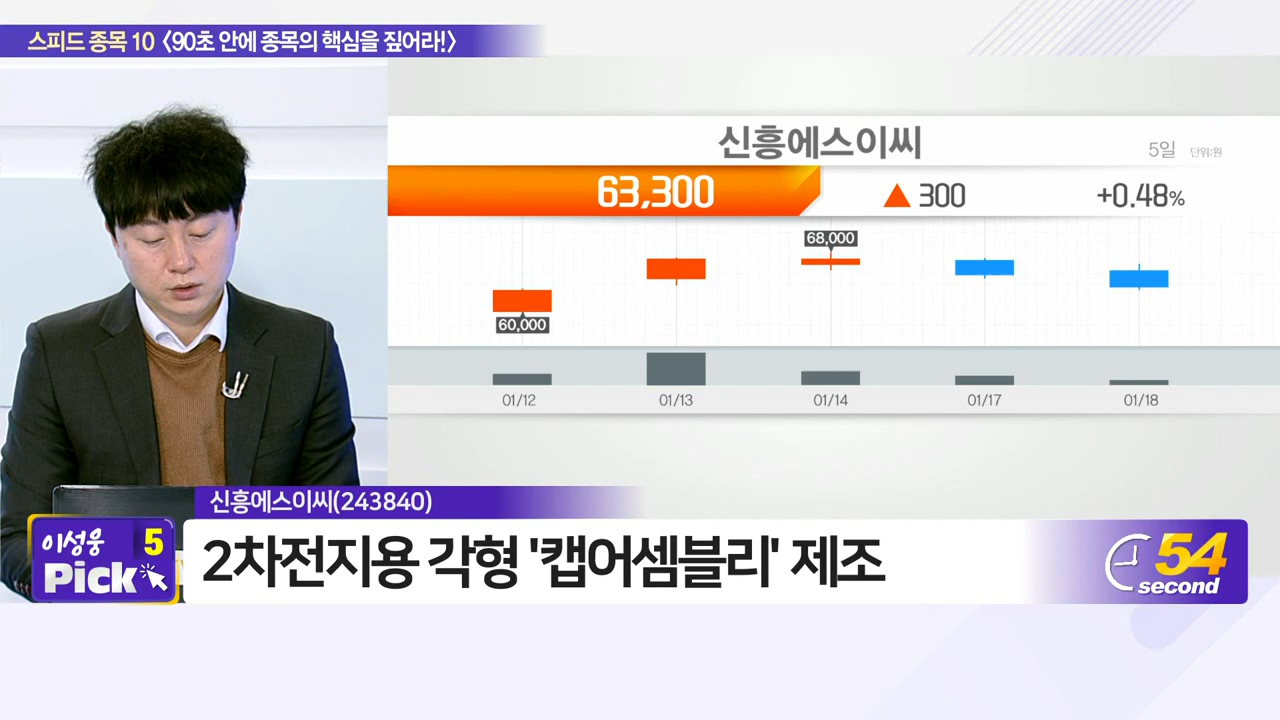 스피드 종목 10 <90초 안에 종목의 핵심을 짚어라!>
신흥에스이씨
5일 단위:원
63,300 ▲ 300 +0.48%
68,000
60,000
01/12 01/13 01/14 01/17 01/18
신흥에스이씨(243840)
이성웅 5
Pick
2차전지용 각형 '캡어셈블리' 제조
54
second